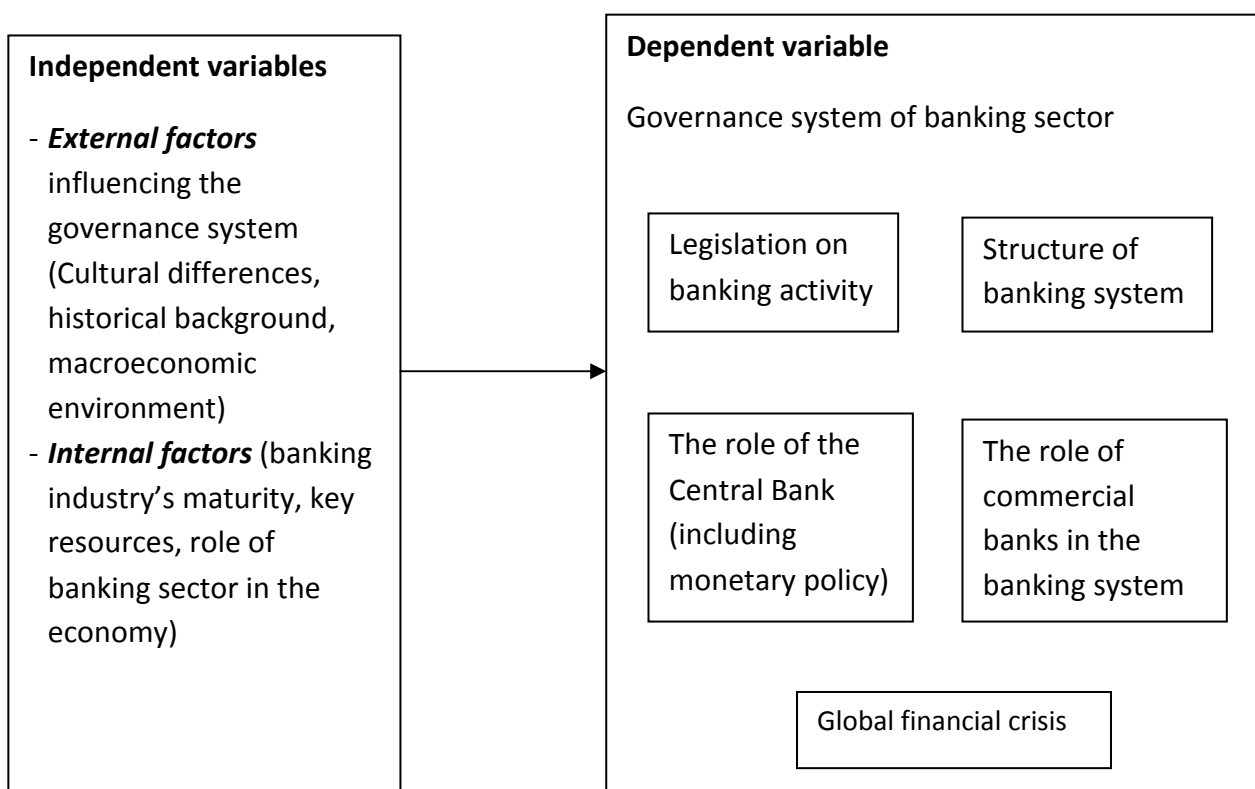 Independent variables
- External factors
influencing the
governance system
(Cultural differences,
historical background,
macroeconomic
environment)
- Internal factors (banking
industry’s maturity, key
resources, role of
banking sector in the
economy)
Dependent variable
Governance system of banking sector
Legislation on
banking activity
Structure of
banking system
The role of the
Central Bank
(including
monetary policy)
The role of
commercial
banks in the
banking system
Global financial crisis